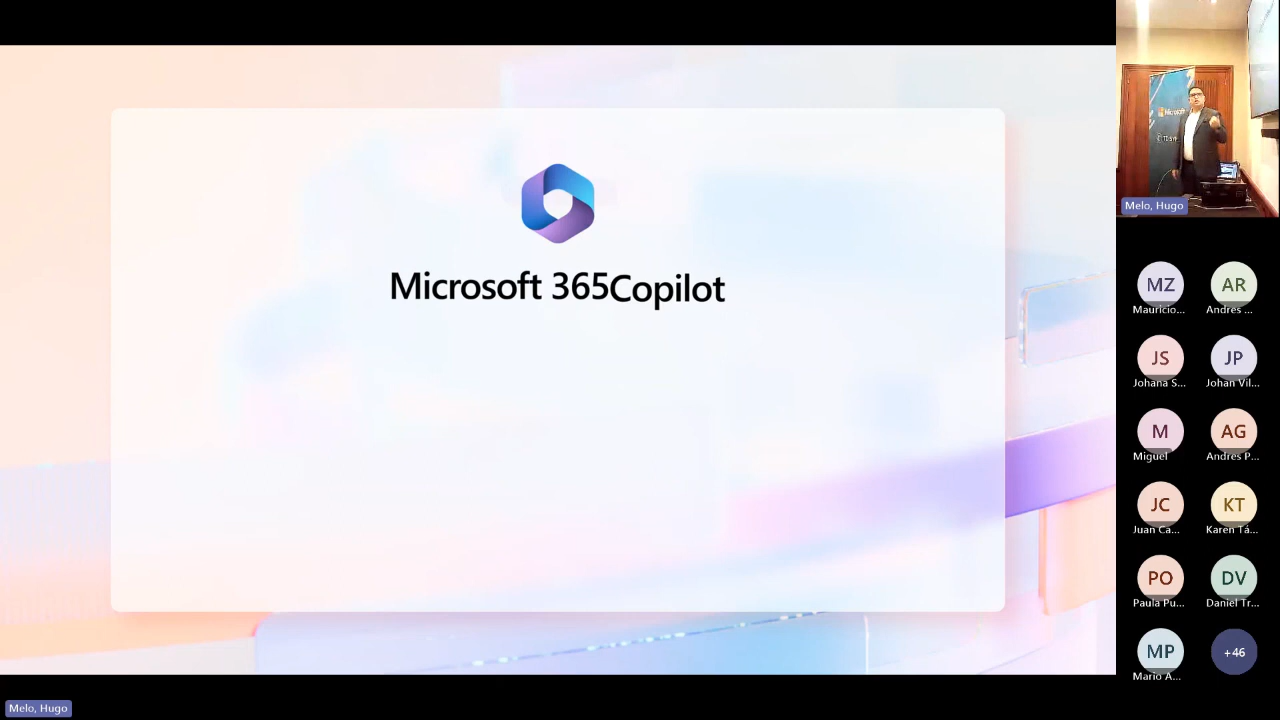 Microsoft 365Copilot
Microsoft
Melo, Hugo
MZ
Mauricio...
AR
Andres ...
JS
Johana S...
JP
Johan Vil...
M
Miguel
AG
Andres P...
JC
Juan Ca...
KT
Karen Tá...
PO
Paula Pu...
DV
Daniel Tr...
MP
Mario A...
+46
Melo, Hugo